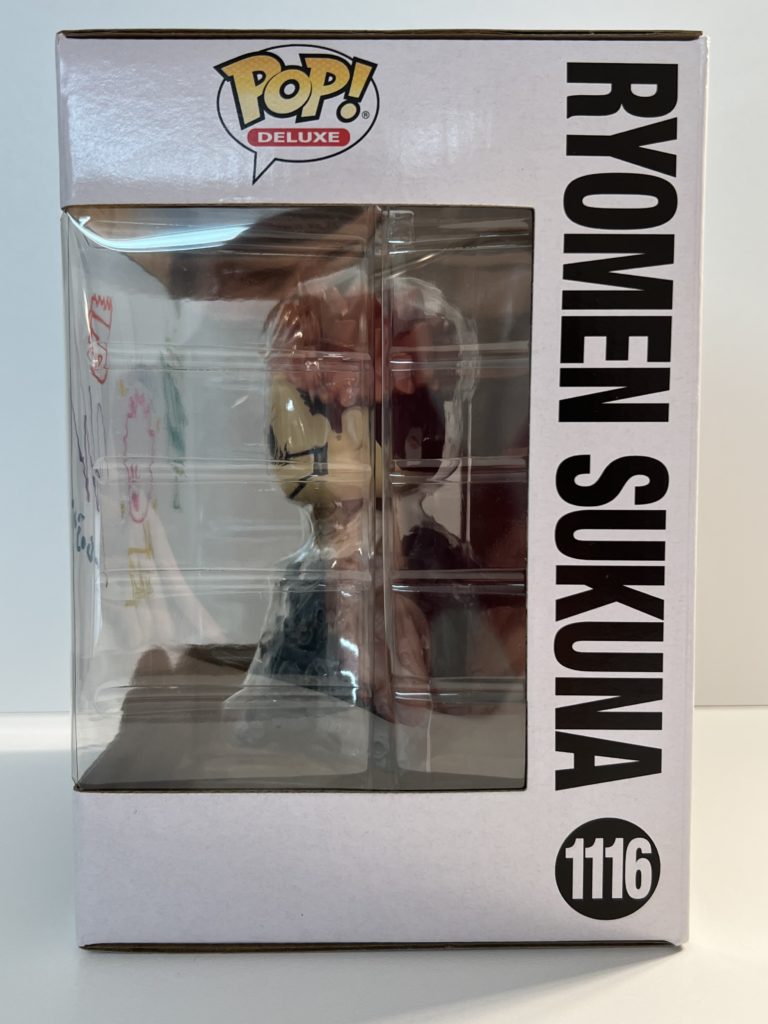 POP!®
DELUXE
RYOMEN SUKUNA
1116